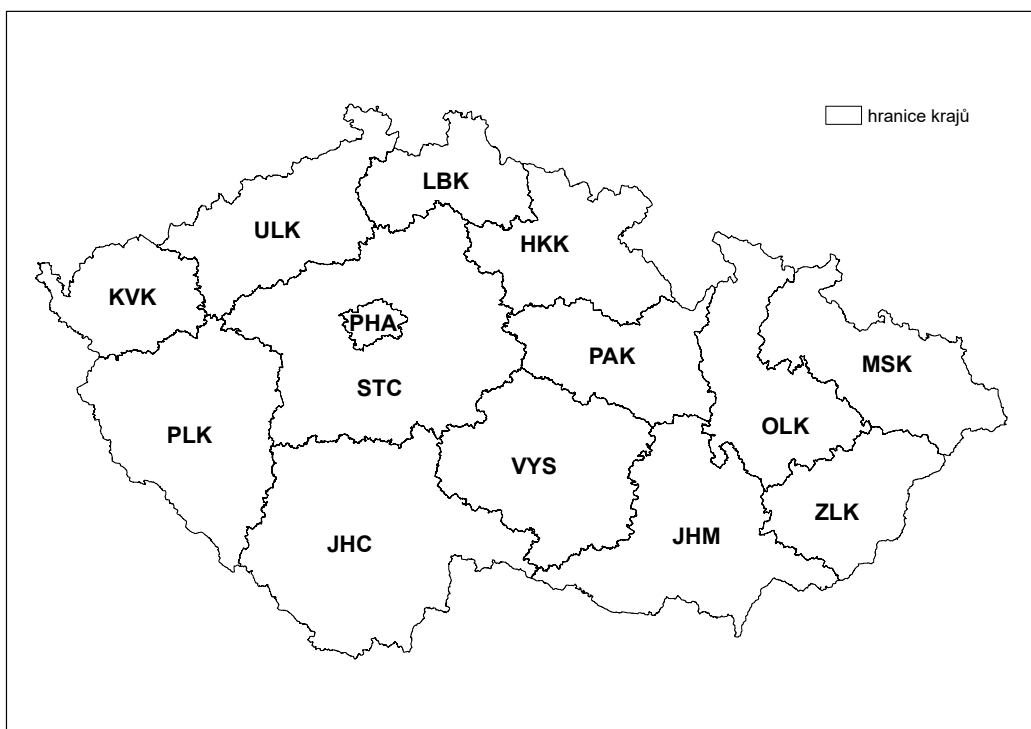 hranice krajů
LBK
ULK
HKK
KVK
PHA
PAK
MSK
STC
OLK
PLK
VYS
ZLK
JHC
JHM